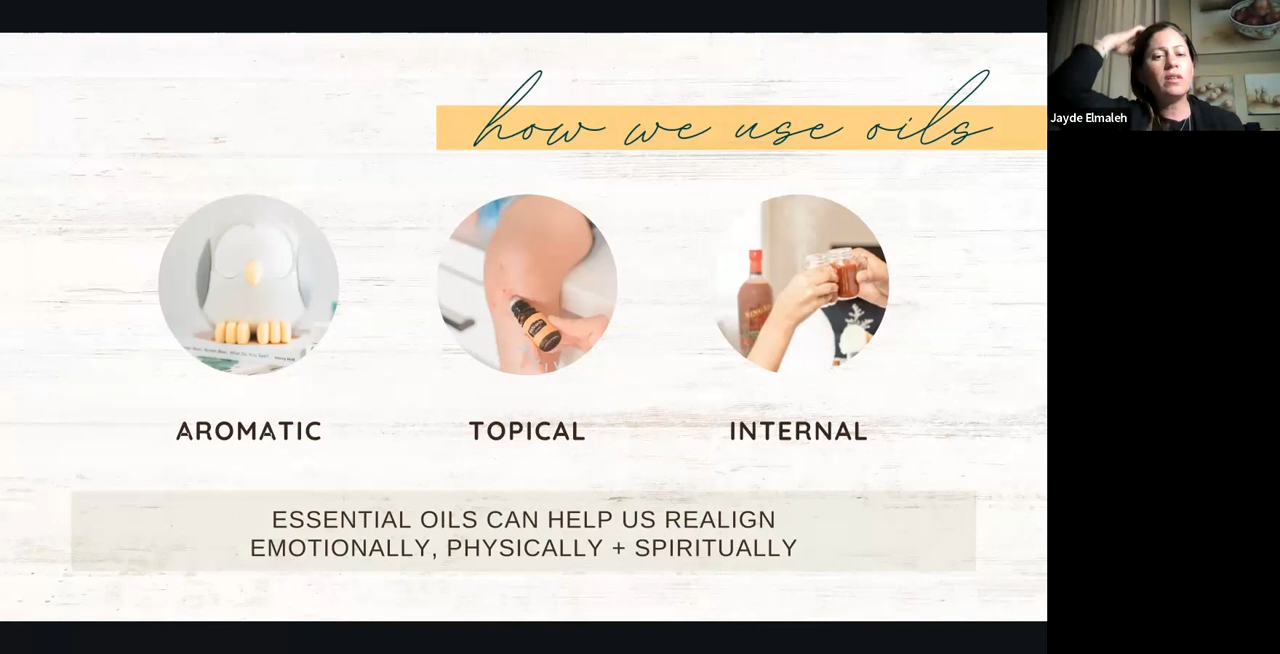 how we use oils
Jayde Elmaleh
AROMATIC
TOPICAL
INTERNAL
ESSENTIAL OILS CAN HELP US REALIGN
EMOTIONALLY, PHYSICALLY + SPIRITUALLY